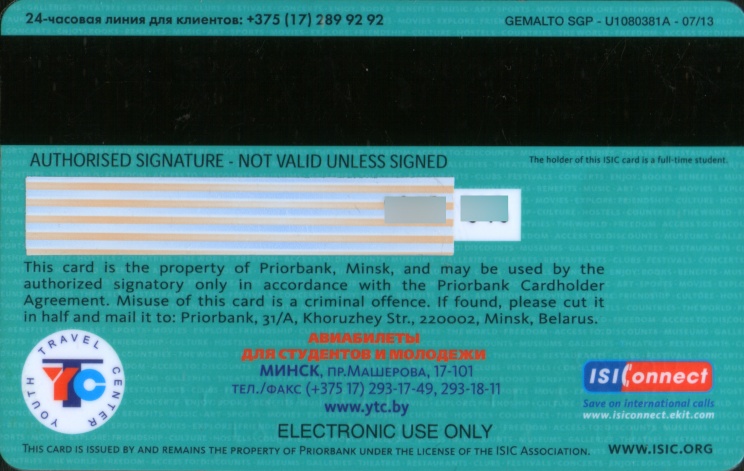 24-часовая линия для клиентов: +375 (17) 289 92 92
GEMALTO SGP - U1080381A - 07/13
AUTHORISED SIGNATURE - NOT VALID UNLESS SIGNED
The holder of this ISIC card is a full-time student.
This card is the property of Priorbank, Minsk, and may be used by the
authorized signatory only in accordance with the Priorbank Cardholder
Agreement. Misuse of this card is a criminal offence. If found, please cut it
in half and mail it to: Priorbank, 31/A, Khoruzhey Str., 220002, Minsk, Belarus.
YOUTH TRAVEL CENTER
YTC
АВИАБИЛЕТЫ
ДЛЯ СТУДЕНТОВ И МОЛОДЕЖИ
МИНСК, ПР.МАШЕРОВА, 17-101
ТЕЛ./ФАКС (+375 17) 293-17-49, 293-18-11
www.ytc.by
ISIConnect
Save on international calls
www.isiconnect.ekit.com
ELECTRONIC USE ONLY
THIS CARD IS ISSUED BY AND REMAINS THE PROPERTY OF PRIORBANK UNDER THE LICENSE OF THE ISIC ASSOCIATION.
WWW.ISIC.ORG